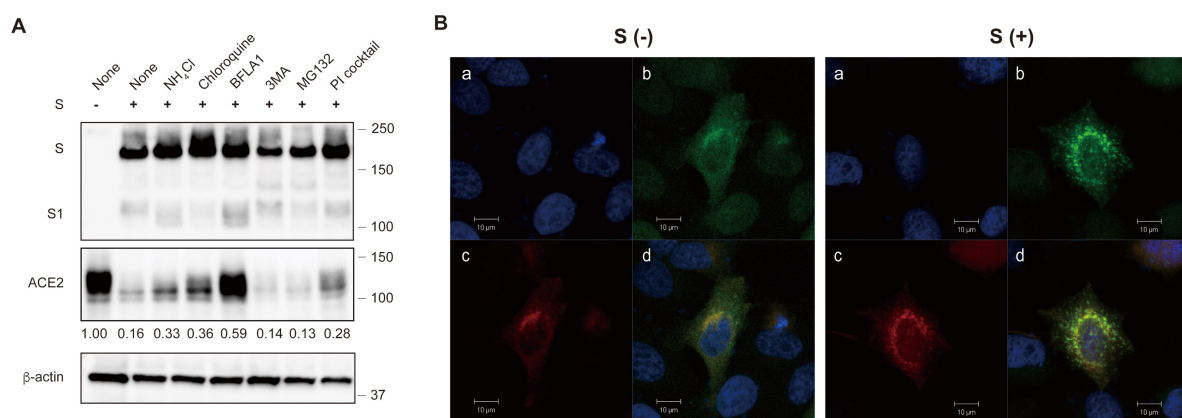 A
None
None
NH4Cl
Chloroquine
BFLA1
3MA
MG132
PI cocktail
S - + + + + + + +
S
S1
250
150
100
ACE2
150
100
1.00 0.16 0.33 0.36 0.59 0.14 0.13 0.28
β-actin
37
B
S (-)
a
b
10 μm
10 μm
c
d
10 μm
10 μm
S (+)
a
b
10 μm
10 μm
c
d
10 μm
10 μm